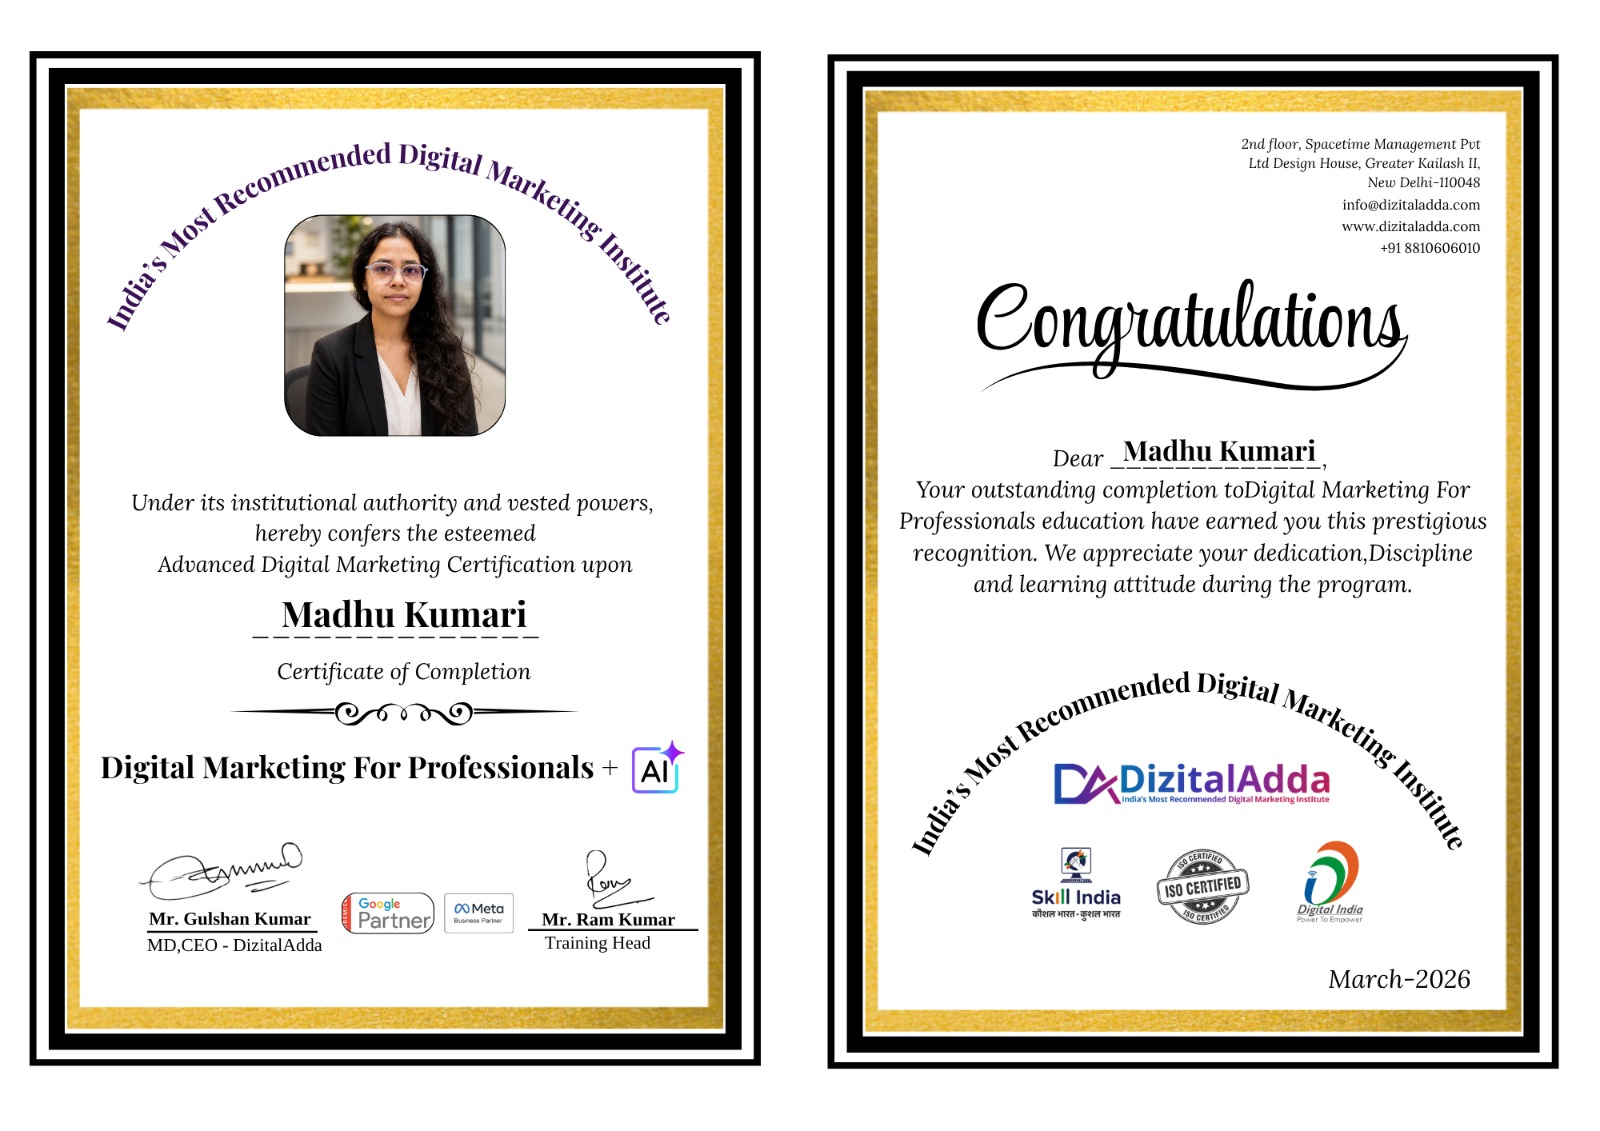 India's Most Recommended Digital Marketing Institute
Under its institutional authority and vested powers,
hereby confers the esteemed
Advanced Digital Marketing Certification upon
Madhu Kumari
Certificate of Completion
Digital Marketing For Professionals + AI
Mr. Gulshan Kumar
MD,CEO - DizitalAdda
PREMIER
Google
Partner
Meta
Business Partner
Mr. Ram Kumar
Training Head
2nd floor, Spacetime Management Pvt
Ltd Design House, Greater Kailash II,
New Delhi-110048
info@dizitaladda.com
www.dizitaladda.com
+91 8810606010
Congratulations
Dear Madhu Kumari,
Your outstanding completion toDigital Marketing For
Professionals education have earned you this prestigious
recognition. We appreciate your dedication,Discipline
and learning attitude during the program.
India's Most Recommended Digital Marketing Institute
DA DizitalAdda
India's Most Recommended Digital Marketing Institute
Skill India
कौशल भारत - कुशल भारत
ISO CERTIFIED
ISO CERTIFIED
ISO CERTIFIED
Digital India
Power To Empower
March-2026